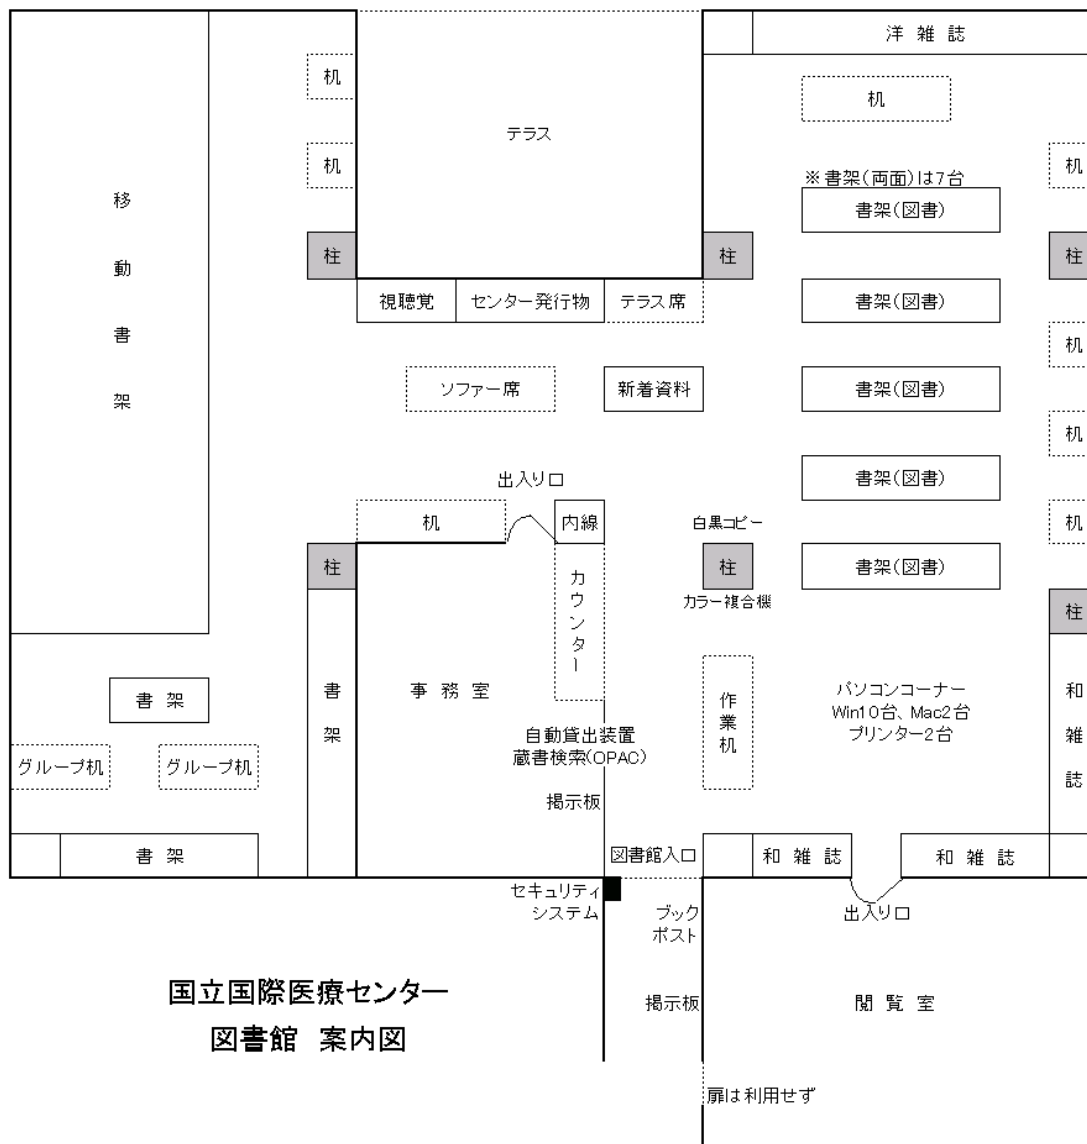 洋 雑 誌
机
机
テラス
机
机
※書架(両面)は7台
移動書架
書架(図書)
柱
柱
柱
視聴覚
センター発行物
テラス席
書架(図書)
机
ソファー席
新着資料
書架(図書)
机
出入り口
書架(図書)
机
内線
白黒コピー
机
柱
カウンター
柱
書架(図書)
カラー複合機
柱
書 架
書架
事 務 室
作業机
パソコンコーナー
Win10台、Mac2台
プリンター2台
和雑誌
自動貸出装置
蔵書検索(OPAC)
グループ机
グループ机
掲示板
書 架
図書館入口
和 雑 誌
和 雑 誌
セキュリティ
システム
ブック
ポスト
出入り口
国立国際医療センター
図書館 案内図
掲示板
閲 覧 室
扉は利用せず